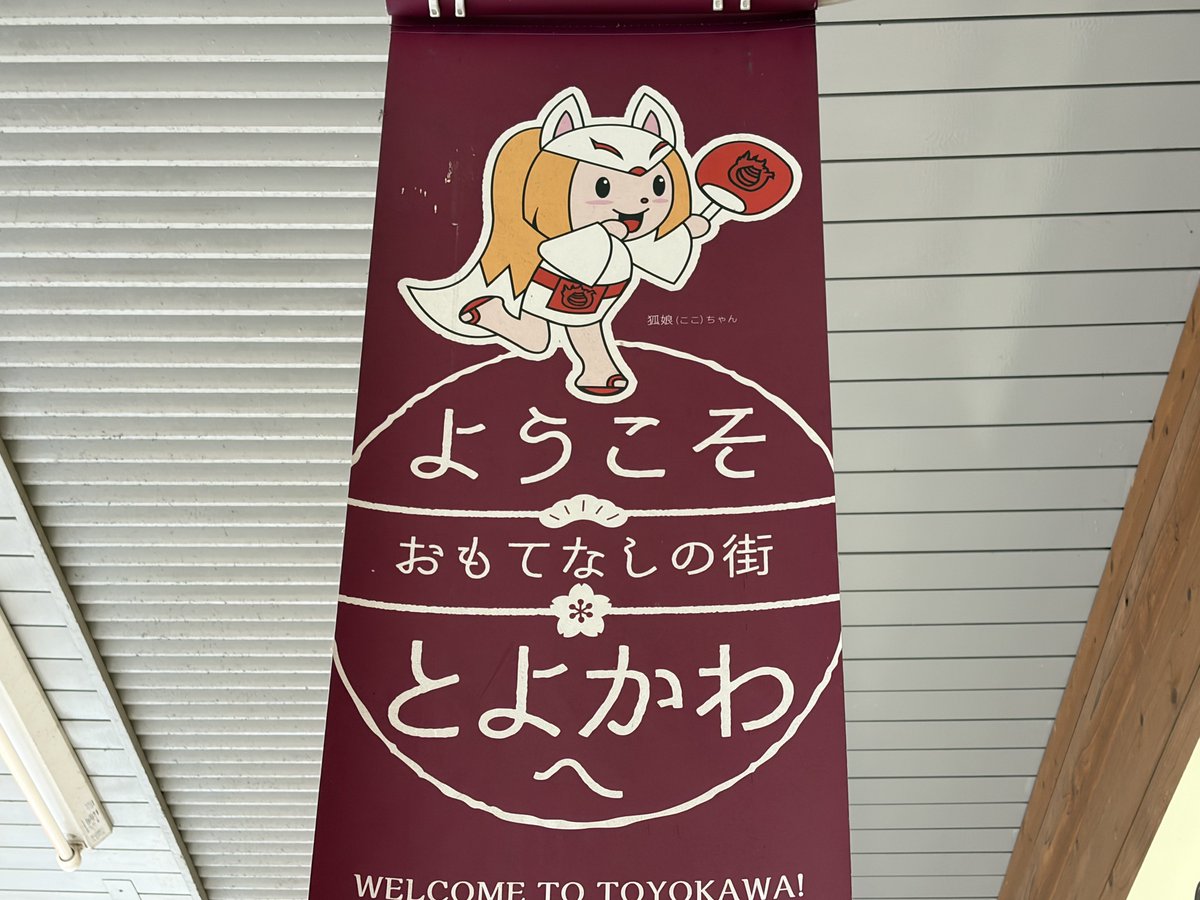 狐娘(ここ)ちゃん
ようこそ
おもてなしの街
とよかわ
へ
WELCOME TO TOYOKAWA!